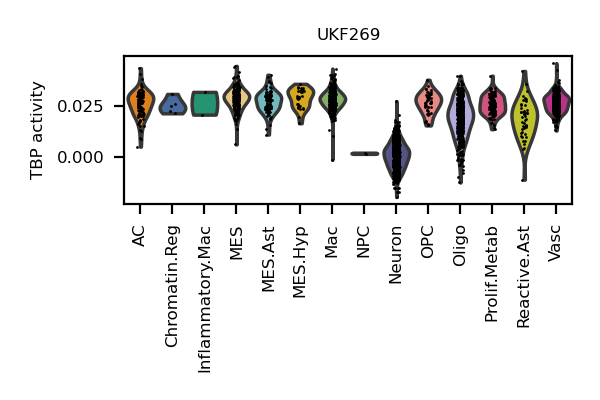 UKF269
TBP activity
0.025
0.000
AC
Chromatin.Reg
Inflammatory.Mac
MES
MES.Ast
MES.Hyp
Mac
NPC
Neuron
OPC
Oligo
Prolif.Metab
Reactive.Ast
Vasc